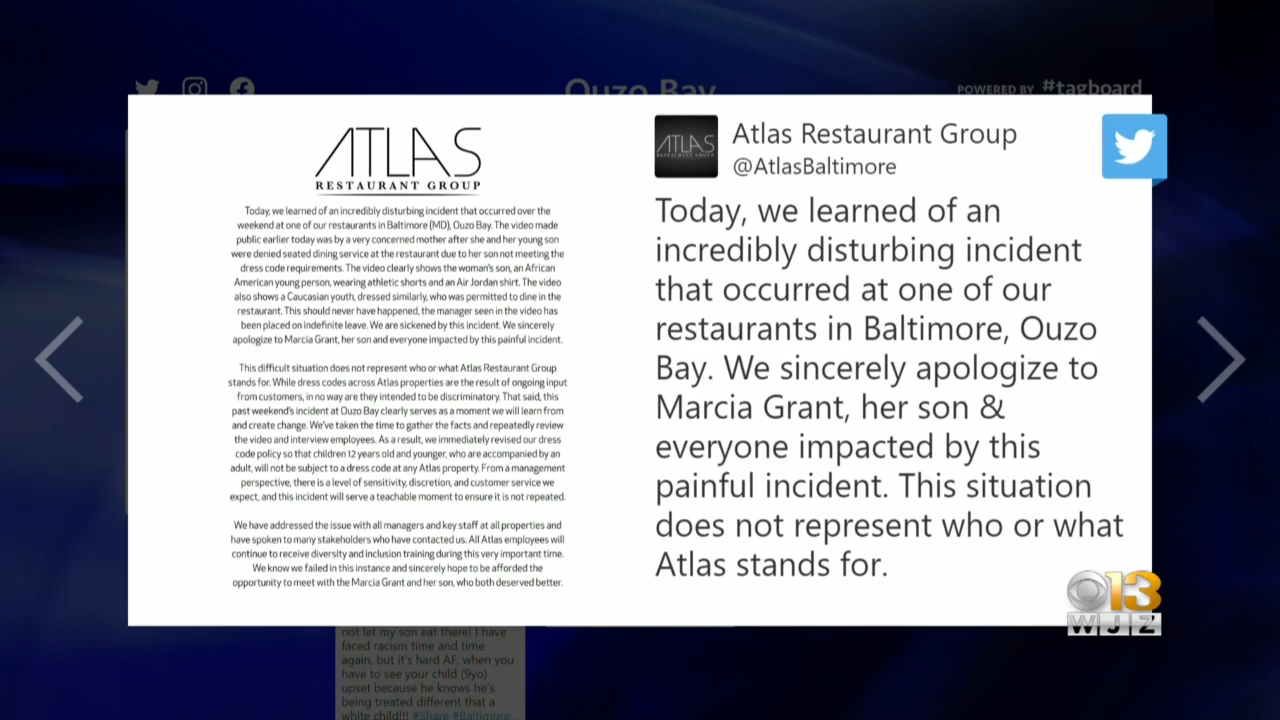 Ouzo Bay
POWERED BY #tagboard
ATLAS
RESTAURANT GROUP
Today, we learned of an incredibly disturbing incident that occurred over the
weekend at one of our restaurants in Baltimore (MD), Ouzo Bay. The video made
public earlier today was by a very concerned mother after she and her young son
were denied seated dining service at the restaurant due to her son not meeting the
dress code requirements. The video clearly shows the woman's son, an African
American young person, wearing athletic shorts and an Air Jordan shirt. The video
also shows a Caucasian youth, dressed similarly, who was permitted to dine in the
restaurant. This should never have happened, the manager seen in the video has
been placed on indefinite leave. We are sickened by this incident. We sincerely
apologize to Marcia Grant, her son and everyone impacted by this painful incident.
This difficult situation does not represent who or what Atlas Restaurant Group
stands for. While dress codes across Atlas properties are the result of ongoing input
from customers, in no way are they intended to be discriminatory. That said, this
past weekend's incident at Ouzo Bay clearly serves as a moment we will learn from
and create change. We've taken the time to gather the facts and repeatedly review
the video and interview employees. As a result, we immediately revised our dress
code policy so that children 12 years old and younger, who are accompanied by an
adult, will not be subject to a dress code at any Atlas property. From a management
perspective, there is a level of sensitivity, discretion, and customer service we
expect, and this incident will serve a teachable moment to ensure it is not repeated.
We have addressed the issue with all managers and key staff at all properties and
have spoken to many stakeholders who have contacted us. All Atlas employees will
continue to receive diversity and inclusion training during this very important time.
We know we failed in this instance and sincerely hope to be afforded the
opportunity to meet with the Marcia Grant and her son, who both deserved better.
ATLAS
RESTAURANT GROUP
Atlas Restaurant Group
@AtlasBaltimore
Today, we learned of an
incredibly disturbing incident
that occurred at one of our
restaurants in Baltimore, Ouzo
Bay. We sincerely apologize to
Marcia Grant, her son &
everyone impacted by this
painful incident. This situation
does not represent who or what
Atlas stands for.
13
WJZ
not let my son eat there! I have
faced racism time and time
again, but it's hard AF, when you
have to see your child (9yo)
upset because he knows he's
being treated different that a
white child!!! #Share #Baltimore